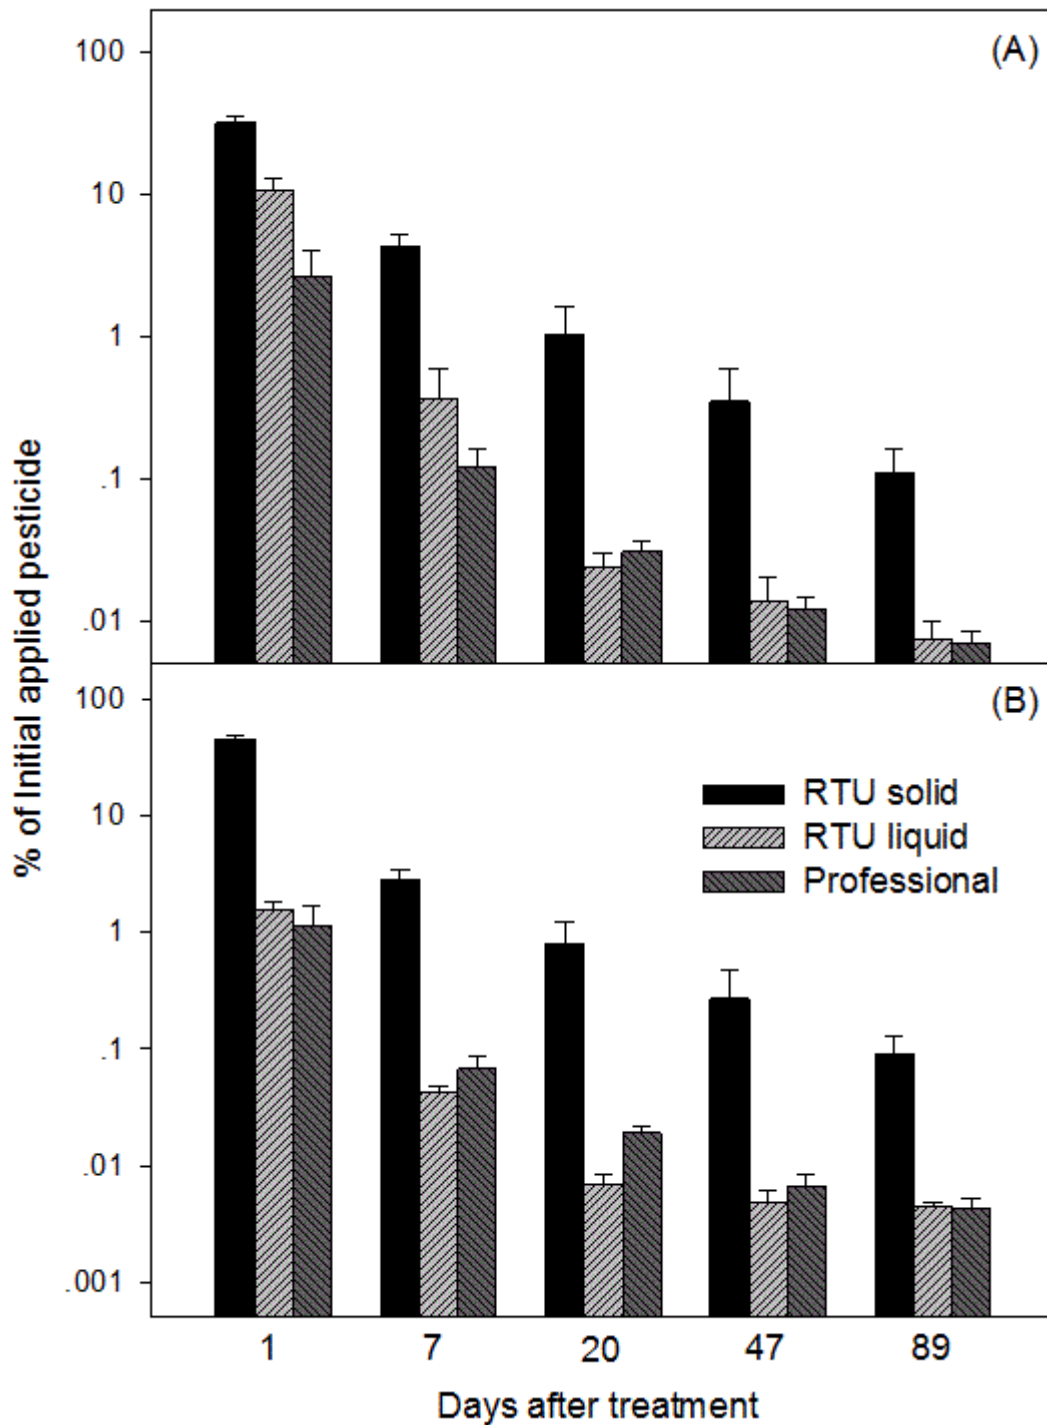 % of Initial applied pesticide
(A)
100
10
1
.1
.01
(B)
100
10
1
.1
.01
.001
RTU solid
RTU liquid
Professional
1 7 20 47 89
Days after treatment